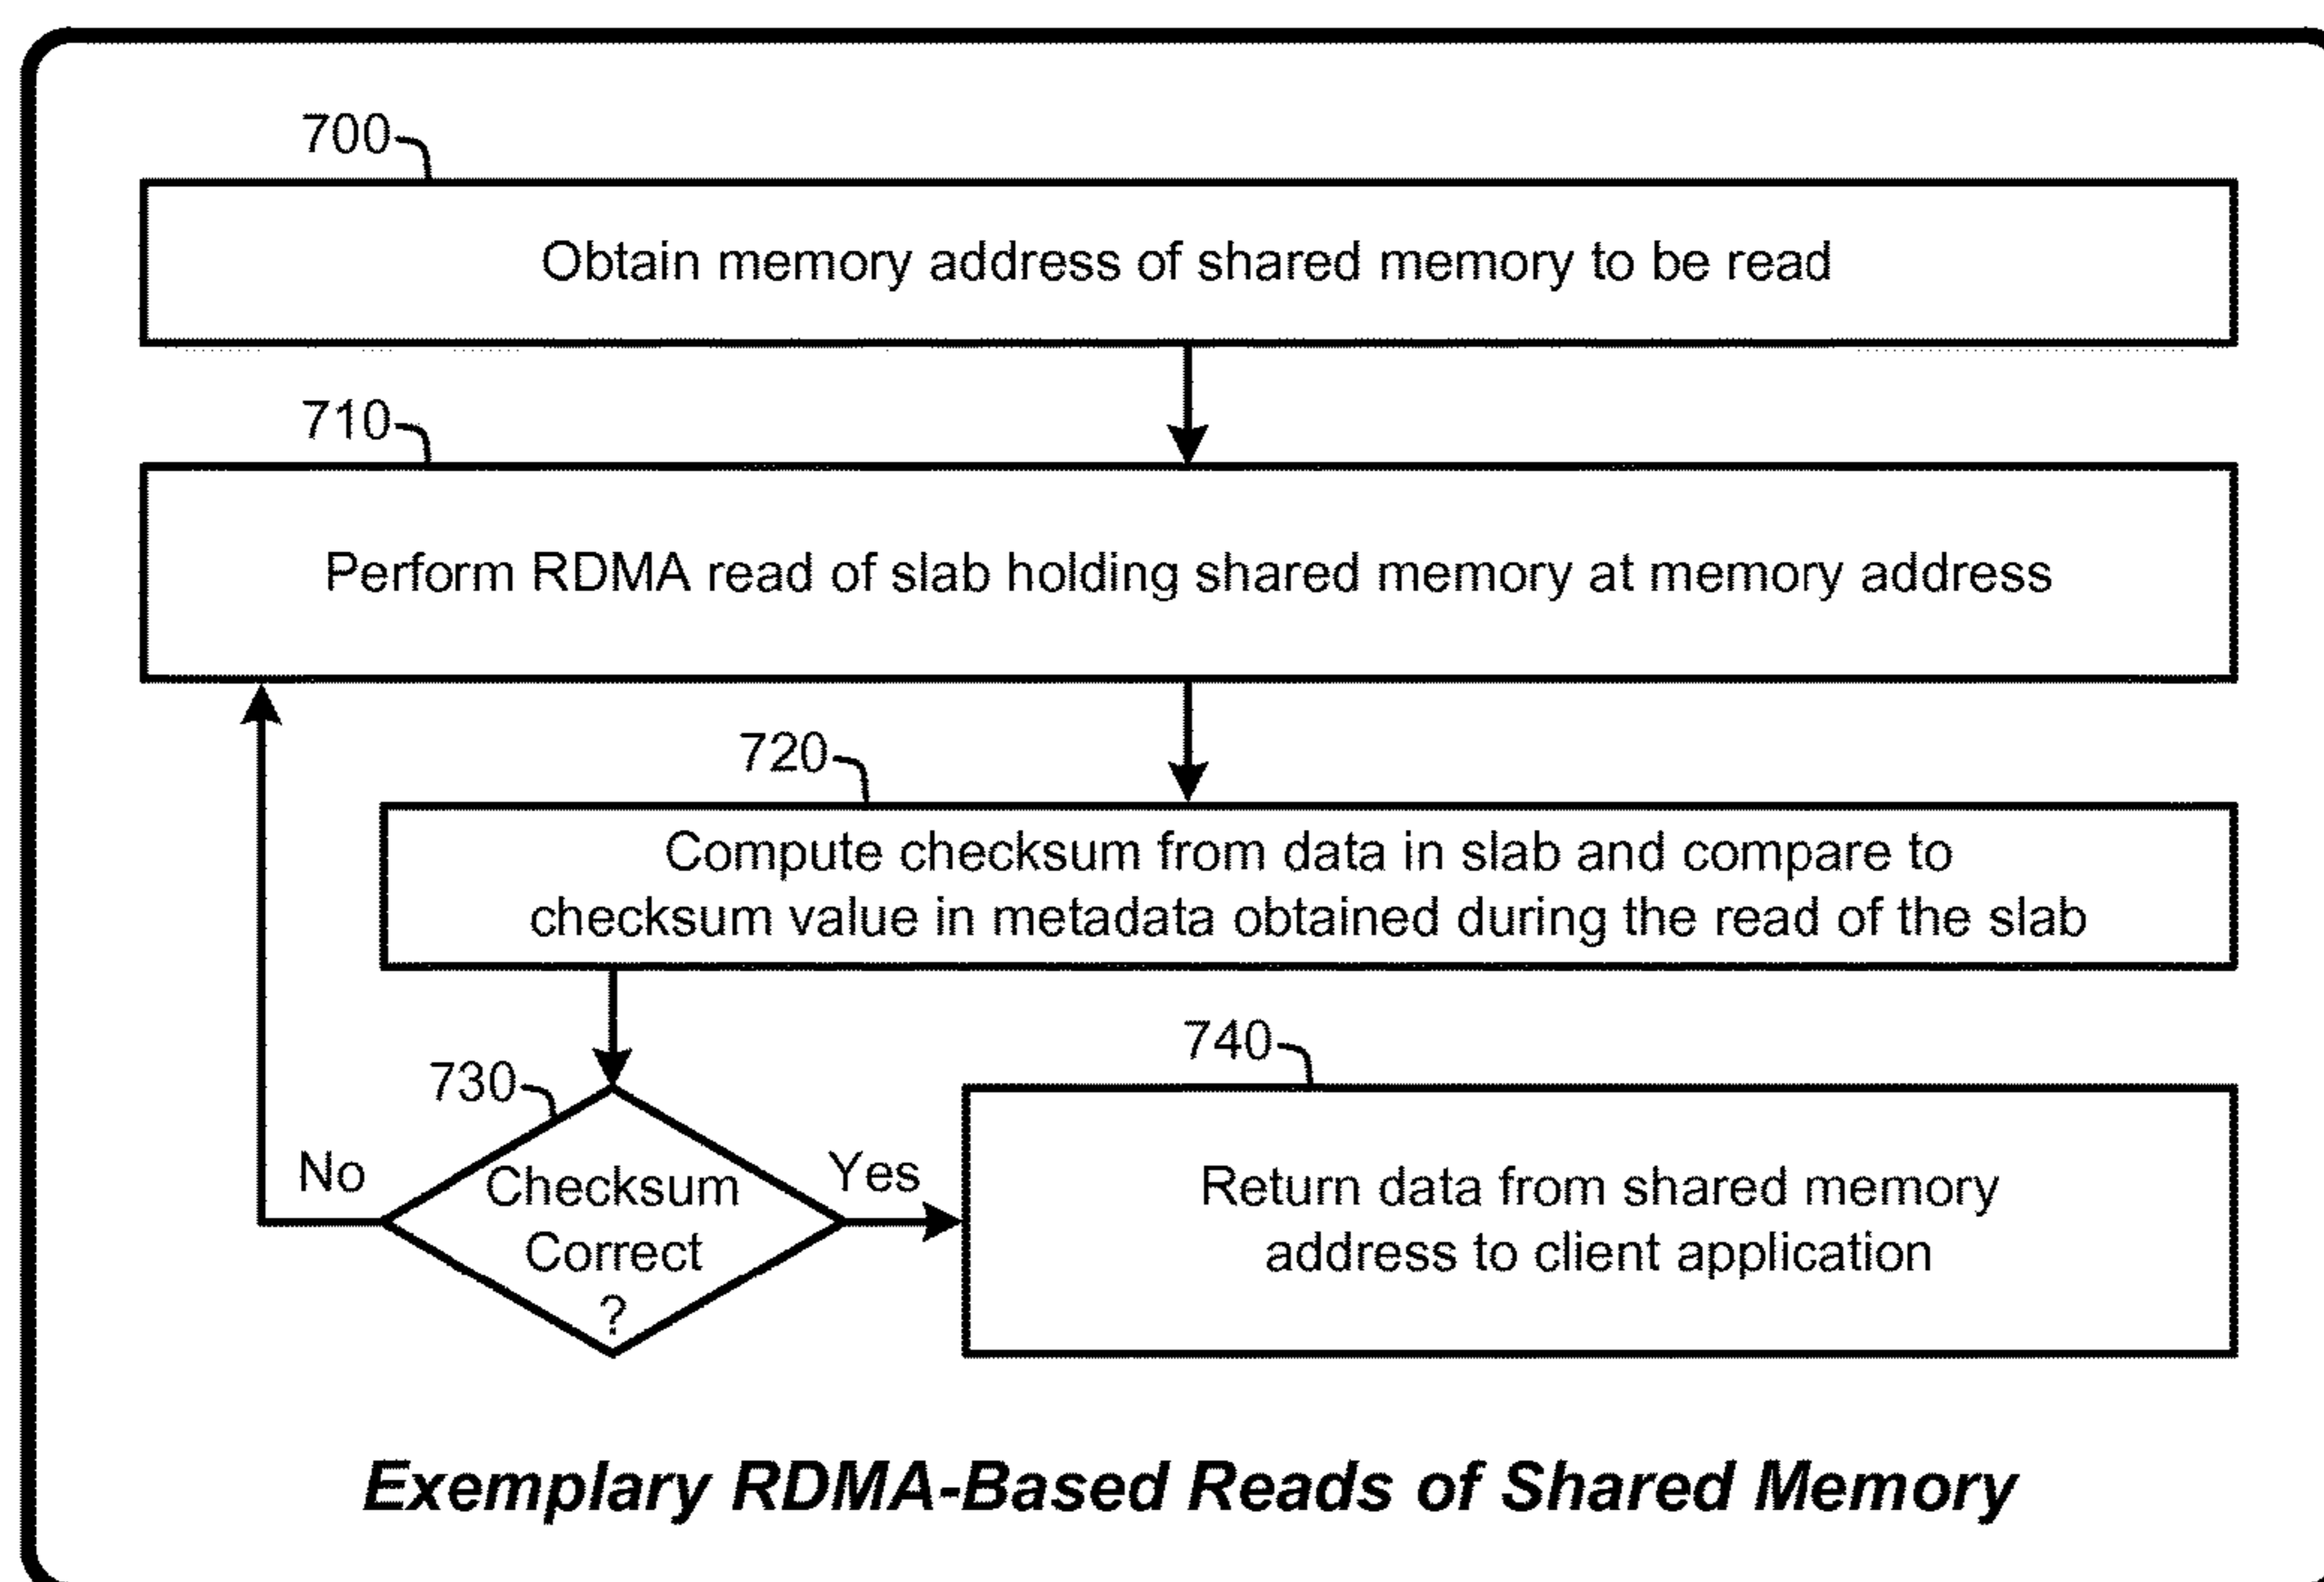 700
Obtain memory address of shared memory to be read
710
Perform RDMA read of slab holding shared memory at memory address
720
Compute checksum from data in slab and compare to
checksum value in metadata obtained during the read of the slab
730
740
No
Checksum
Correct
?
Yes
Return data from shared memory
address to client application
Exemplary RDMA-Based Reads of Shared Memory